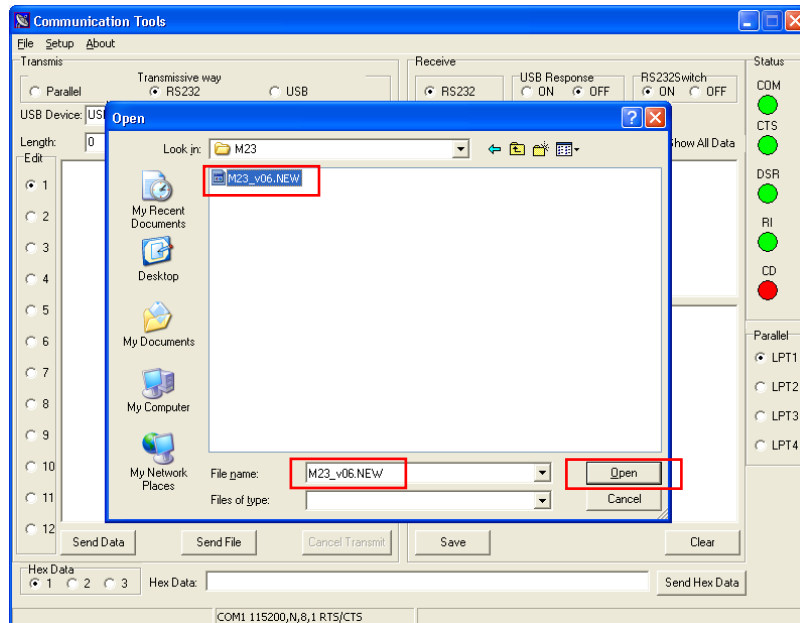 Communication Tools
File Setup About
Transmis
Transmissive way
Parallel RS232 USB
Receive
RS232
USB Response
ON OFF
RS232Switch
ON OFF
Status
COM
CTS
DSR
RI
CD
USB Device:
Length: 0
Show All Data
Edit
1
2
3
4
5
6
7
8
9
10
11
12
Open
Look in: M23
M23_v06.NEW
My Recent
Documents
Desktop
My Documents
My Computer
My Network
Places
File name: M23_v06.NEW
Open
Files of type:
Cancel
Parallel
LPT1
LPT2
LPT3
LPT4
Send Data Send File Cancel Transmit Save Clear
Hex Data
1 2 3 Hex Data: Send Hex Data
COM1 115200,N,8,1 RTS/CTS